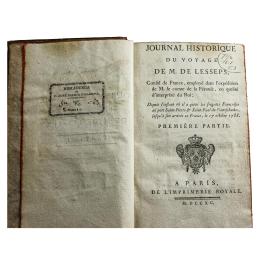 JOURNAL HISTORIQUE
DU VOYAGE
DE M. DE LESSEPS,
Consul de France, employé dans l'expédition
de M. le comte de la Pérouse, en qualité
d'interprète du Roi;
Depuis l'instant où il a quitté les frégates Françoises
au port Saint-Pierre & Saint-Paul du Kamtschatka,
jusqu'à son arrivée en France, le 17 octobre 1788.
PREMIÈRE PARTIE.
A PARIS,
DE L'IMPRIMERIE ROYALE.
M. DCCXC.